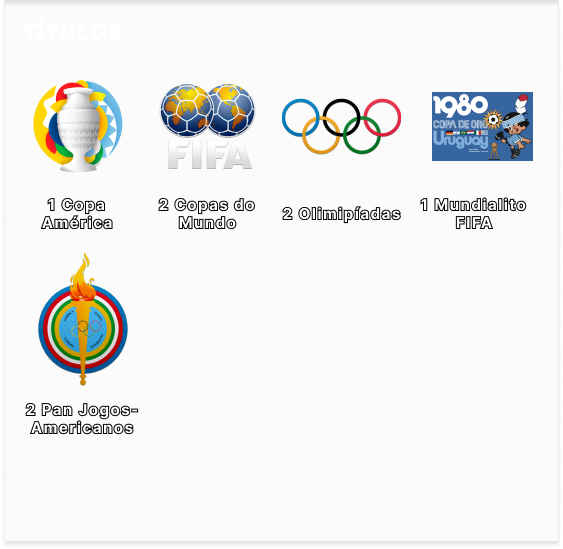 TÍTULOS
FIFA
1980
COPA DE ORO
Uruguay
1 Copa
América
2 Copas do
Mundo
2 Olimipíadas
1 Mundialito
FIFA
2 Pan Jogos-
Americanos